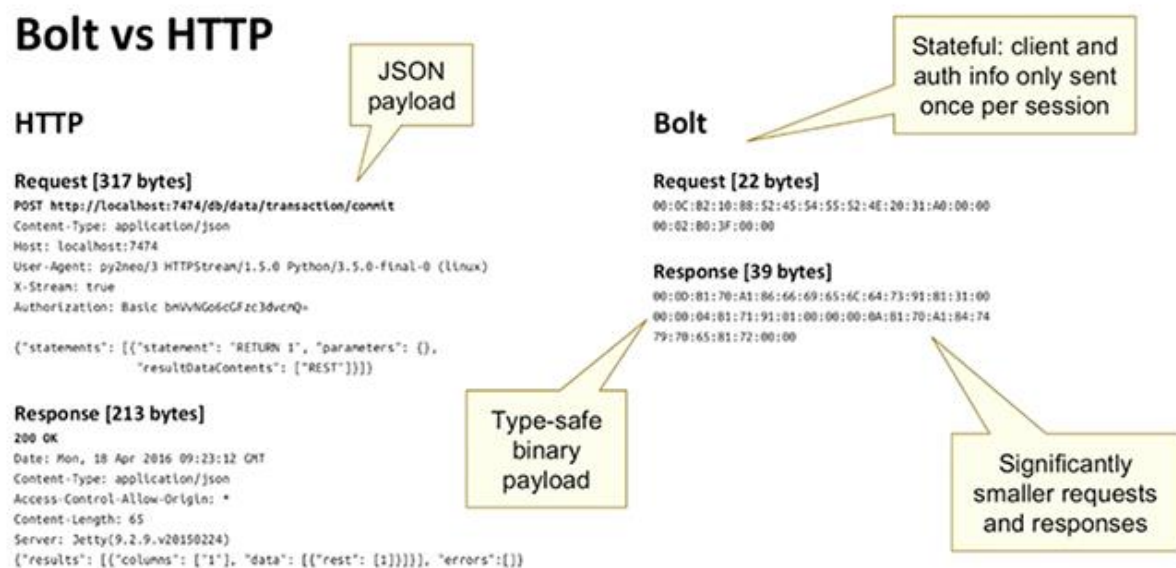 Bolt vs HTTP
JSON
payload
Stateful: client and
auth info only sent
once per session
HTTP
Request [317 bytes]
POST http://localhost:7474/db/data/transaction/commit
Content-Type: application/json
Host: localhost:7474
User-Agent: py2neo/3 HTTPStream/1.5.0 Python/3.5.0-final-0 (linux)
X-Stream: true
Authorization: Basic bmVvNGo6cGFzc3dvcmQ=
{"statements": [{"statement": "RETURN 1", "parameters": {},
"resultDataContents": ["REST"]}]}
Response [213 bytes]
200 OK
Date: Mon, 18 Apr 2016 09:23:12 GMT
Content-Type: application/json
Access-Control-Allow-Origin: *
Content-Length: 65
Server: Jetty(9.2.9.v20150224)
{"results": [{"columns": ["1"], "data": [{"rest": [1]}]}], "errors":[]}
Bolt
Request [22 bytes]
00:0C:B2:10:88:52:45:54:55:52:4E:20:31:A0:00:00
00:02:B0:3F:00:00
Response [39 bytes]
00:0D:B1:70:A1:86:66:69:65:6C:64:73:91:81:31:00
00:00:04:B1:71:91:01:00:00:00:0A:B1:70:A1:84:74
79:70:65:81:72:00:00
Type-safe
binary
payload
Significantly
smaller requests
and responses